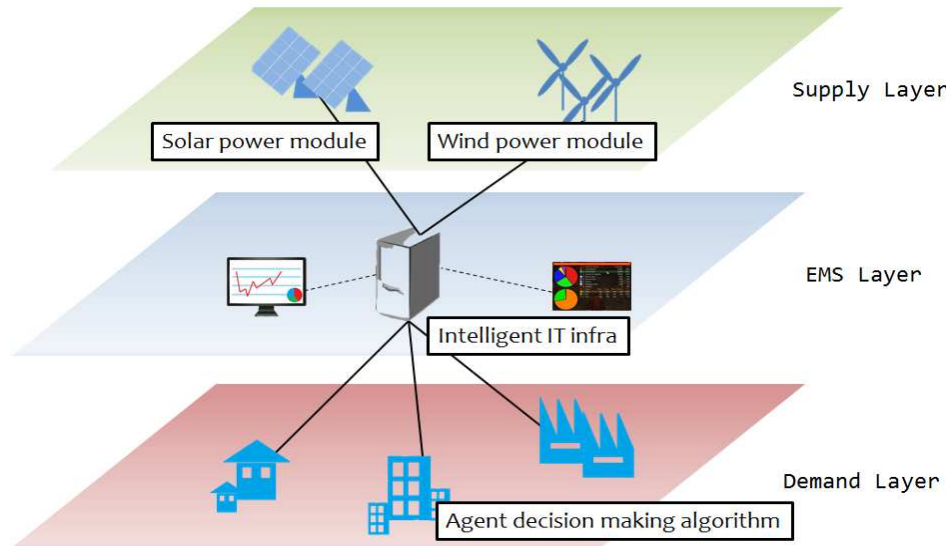 Supply Layer
Solar power module
Wind power module
EMS Layer
Intelligent IT infra
Demand Layer
Agent decision making algorithm